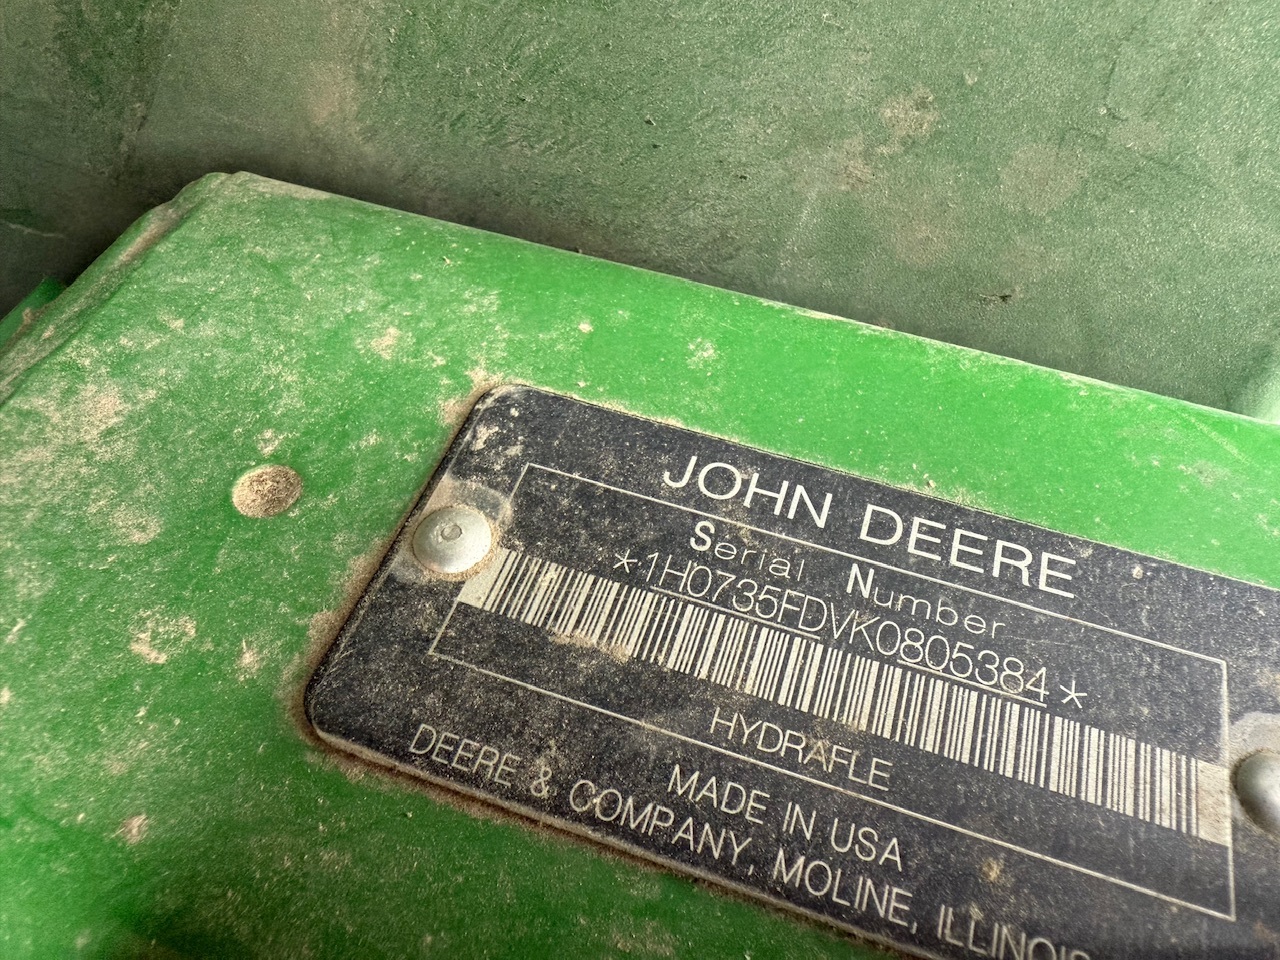 JOHN DEERE
Serial Number
*1H0735FDVK0805384*
HYDRAFLE
MADE IN USA
DEERE & COMPANY, MOLINE, ILLINOIS